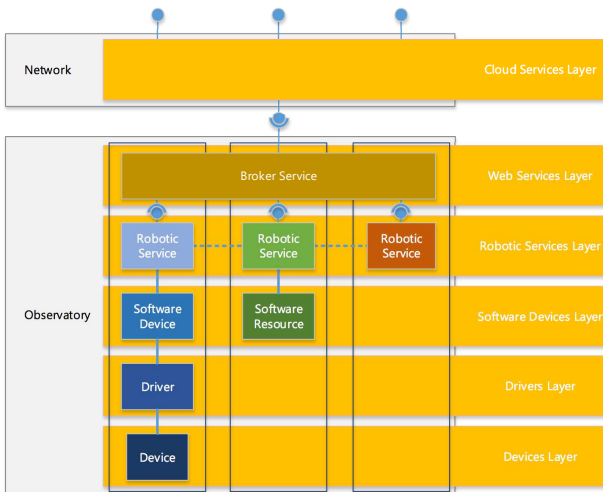 Network
Cloud Services Layer
Broker Service
Web Services Layer
Robotic
Service
Robotic
Service
Robotic
Service
Robotic Services Layer
Observatory
Software
Device
Software
Resource
Software Devices Layer
Driver
Drivers Layer
Device
Devices Layer